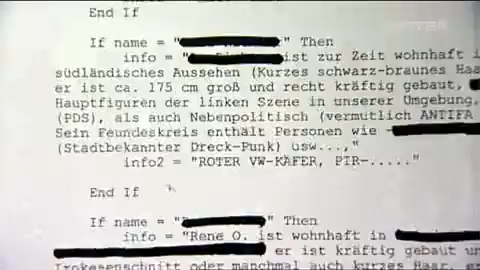 End If
If name = " " Then
info = " ist zur Zeit wohnhaft i
südländisches Aussehen (Kurzes schwarz-braunes Haa
er ist ca. 175 cm groß und recht kräftig gebaut,
Hauptfiguren der linken Szene in unserer Umgebung,
(PDS), als auch Nebenpolitisch (vermutlich ANTIFA
Sein Feundeskreis enthält Personen wie -
(Stadtbekannter Dreck-Punk) usw...,"
info2 = "ROTER VW-KÄFER, PIR-....."
End If
If name = " " Then
info = "Rene O. ist wohnhaft in
er ist kräftig gebaut un
Irokesenschnitt oder manchmal auch kurzes Haar, er